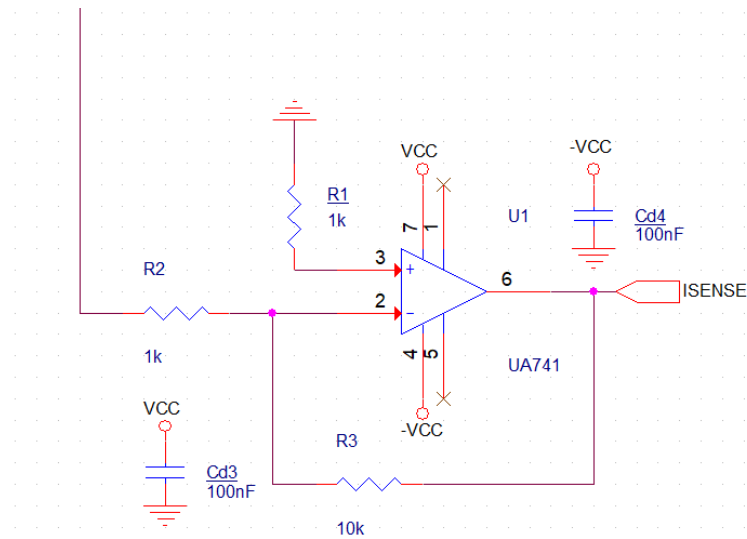 VCC
-VCC
R1
1k
7
1
U1
Cd4
100nF
3
+
R2
6
ISENSE
2
-
1k
4
5
UA741
VCC
-VCC
R3
Cd3
100nF
10k